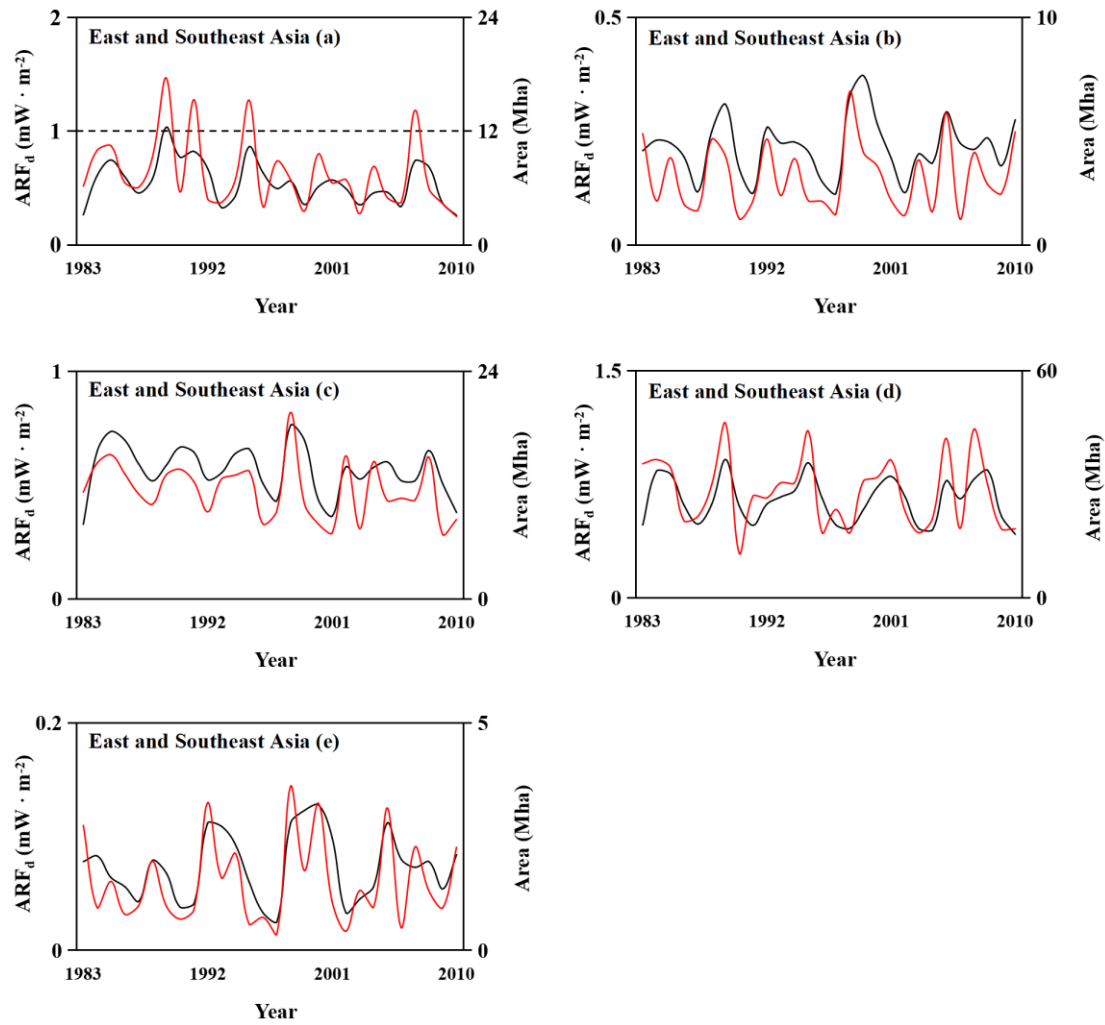 2
24
East and Southeast Asia (a)
ARFd (mW · m-2)
1
12
Area (Mha)
0
0
1983
1992
2001
2010
Year
0.5
10
East and Southeast Asia (b)
ARFd (mW · m-2)
Area (Mha)
0
0
1983
1992
2001
2010
Year
1
24
East and Southeast Asia (c)
ARFd (mW · m-2)
Area (Mha)
0
0
1983
1992
2001
2010
Year
1.5
60
East and Southeast Asia (d)
ARFd (mW · m-2)
Area (Mha)
0
0
1983
1992
2001
2010
Year
0.2
5
East and Southeast Asia (e)
ARFd (mW · m-2)
Area (Mha)
0
0
1983
1992
2001
2010
Year